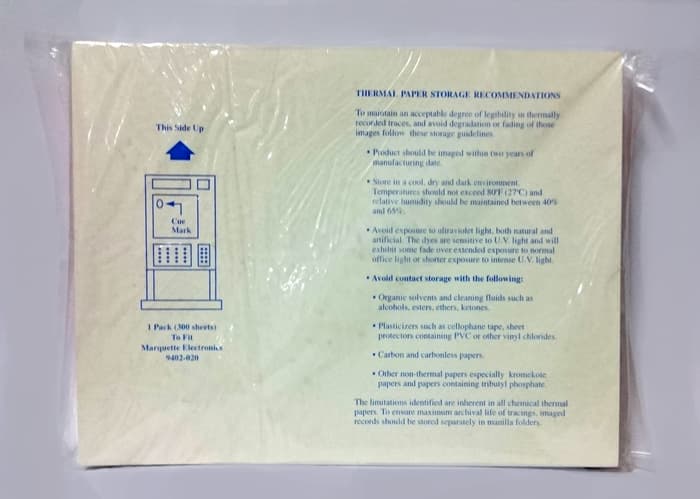 This Side Up
Cue
Mark
1 Pack (300 sheets)
To Fit
Marquette Electronics
9402-020
THERMAL PAPER STORAGE RECOMMENDATIONS
To maintain an acceptable degree of legibility in thermally
recorded traces, and avoid degradation or fading of those
images follow these storage guidelines.
• Product should be imaged within two years of
manufacturing date.
• Store in a cool, dry and dark environment.
Temperatures should not exceed 80°F (27°C) and
relative humidity should be maintained between 40%
and 65%.
• Avoid exposure to ultraviolet light, both natural and
artificial. The dyes are sensitive to U.V. light and will
exhibit some fade over extended exposure to normal
office light or shorter exposure to intense U.V. light.
• Avoid contact storage with the following:
• Organic solvents and cleaning fluids such as
alcohols, esters, ethers, ketones.
• Plasticizers such as cellophane tape, sheet
protectors containing PVC or other vinyl chlorides.
• Carbon and carbonless papers.
• Other non-thermal papers especially kromekote
papers and papers containing tributyl phosphate.
The limitations identified are inherent in all chemical thermal
papers. To ensure maximum archival life of tracings, imaged
records should be stored separately in manilla folders.